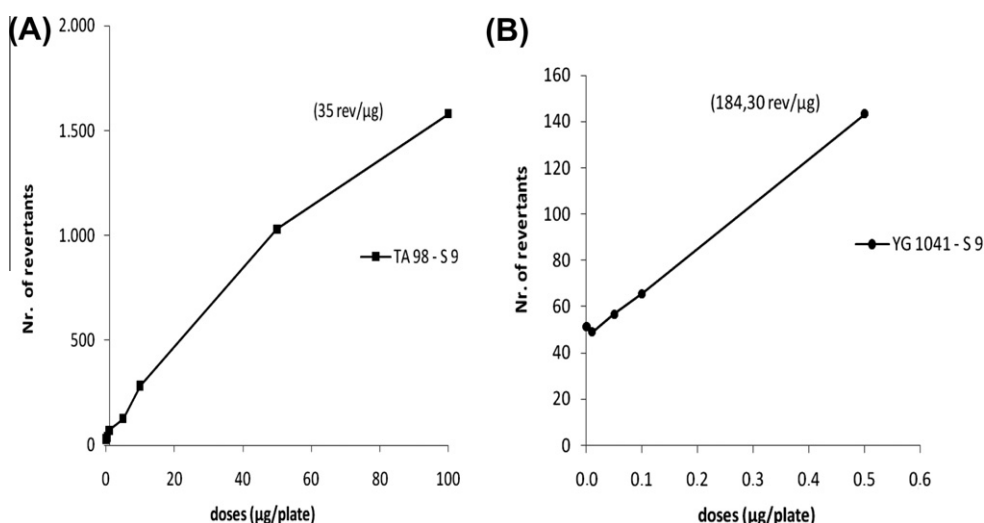 (A)
2.000
1.500
1.000
500
0
Nr. of revertants
(35 rev/µg)
TA 98 - S 9
0 20 40 60 80 100
doses (µg/plate)
(B)
160
140
120
100
80
60
40
20
0
Nr. of revertants
(184,30 rev/µg)
YG 1041 - S 9
0.0 0.1 0.2 0.3 0.4 0.5 0.6
doses (µg/plate)